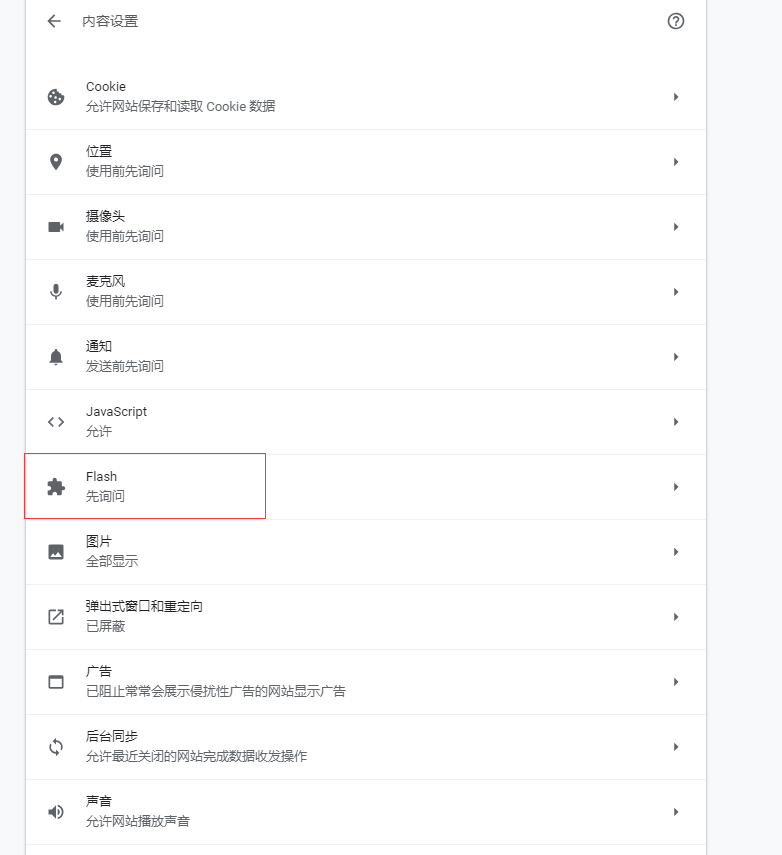 内容设置
Cookie
允许网站保存和读取 Cookie 数据
位置
使用前先询问
摄像头
使用前先询问
麦克风
使用前先询问
通知
发送前先询问
JavaScript
允许
Flash
先询问
图片
全部显示
弹出式窗口和重定向
已屏蔽
广告
已阻止常常会展示侵扰性广告的网站显示广告
后台同步
允许最近关闭的网站完成数据收发操作
声音
允许网站播放声音